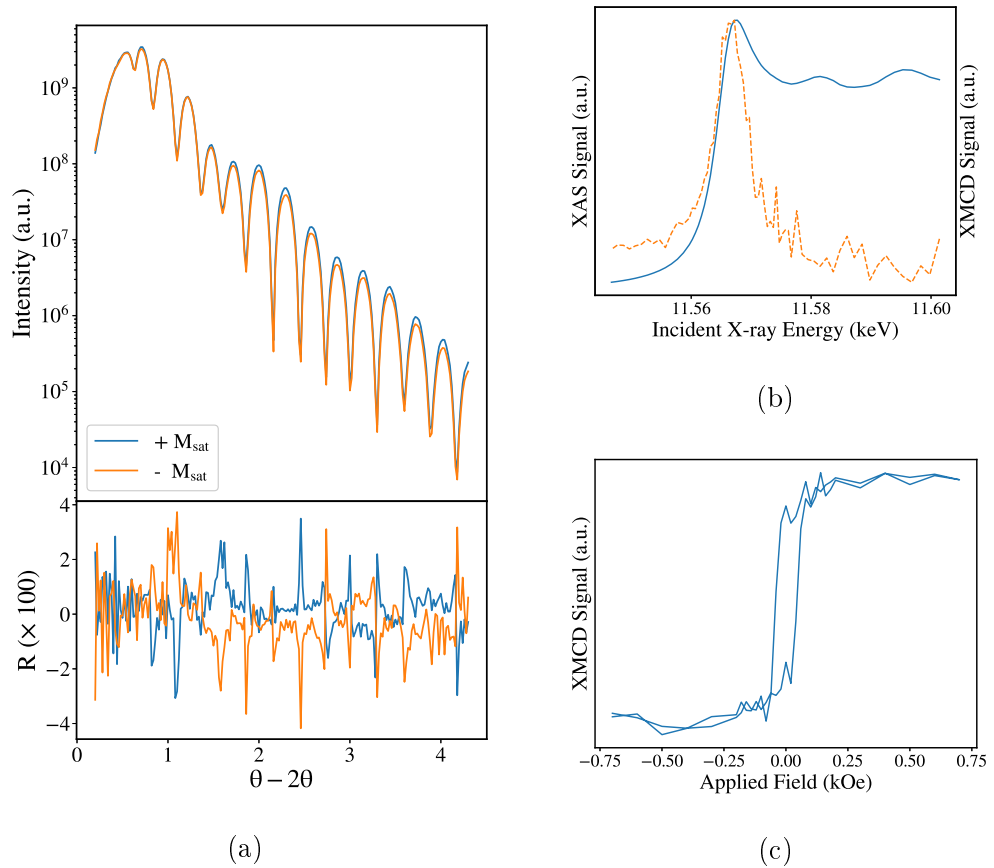 10⁹
10⁸
10⁷
10⁶
10⁵
10⁴
Intensity (a.u.)
+ M_sat
- M_sat
4
2
0
−2
−4
R (× 100)
0 1 2 3 4
θ − 2θ
(a)
XAS Signal (a.u.)
XMCD Signal (a.u.)
11.56 11.58 11.60
Incident X-ray Energy (keV)
(b)
XMCD Signal (a.u.)
−0.75 −0.50 −0.25 0.00 0.25 0.50 0.75
Applied Field (kOe)
(c)